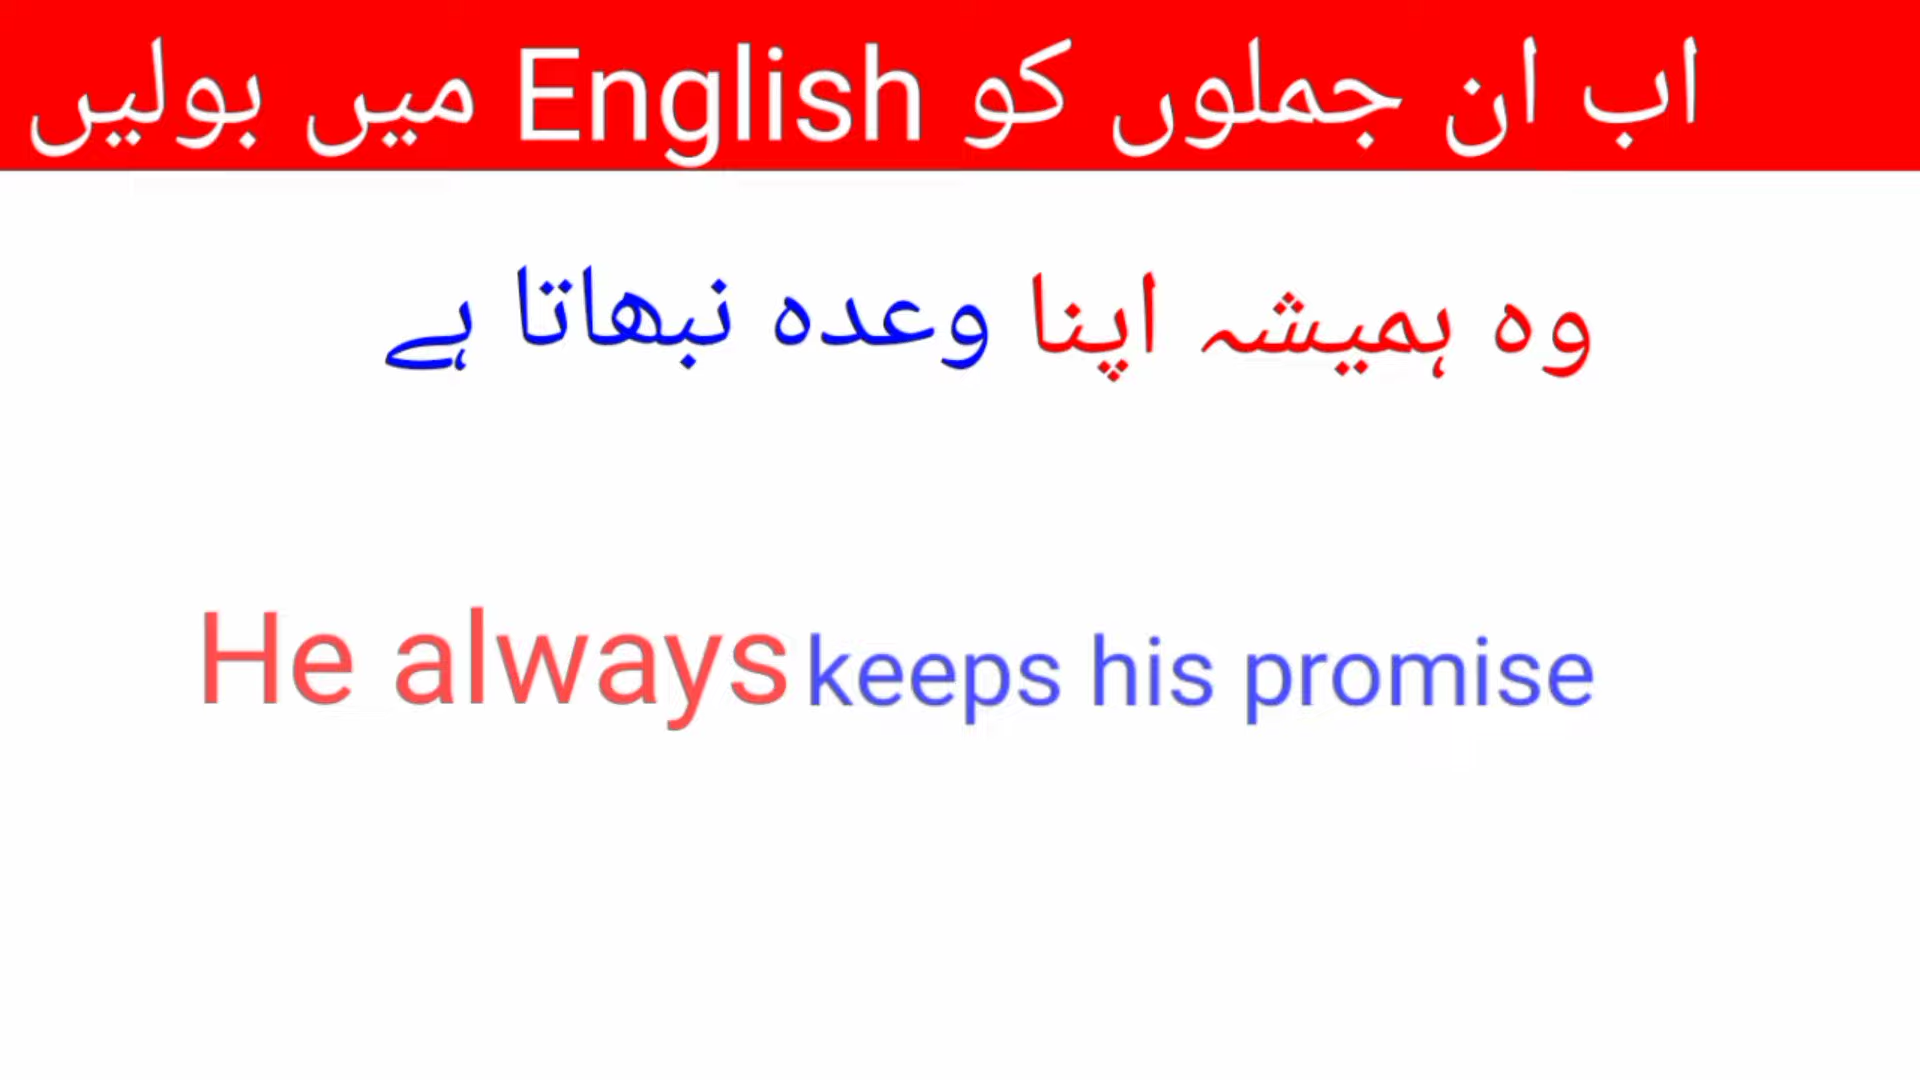 اب ان جملوں کو English میں بولیں
وہ ہمیشہ اپنا وعدہ نبھاتا ہے
He always keeps his promise